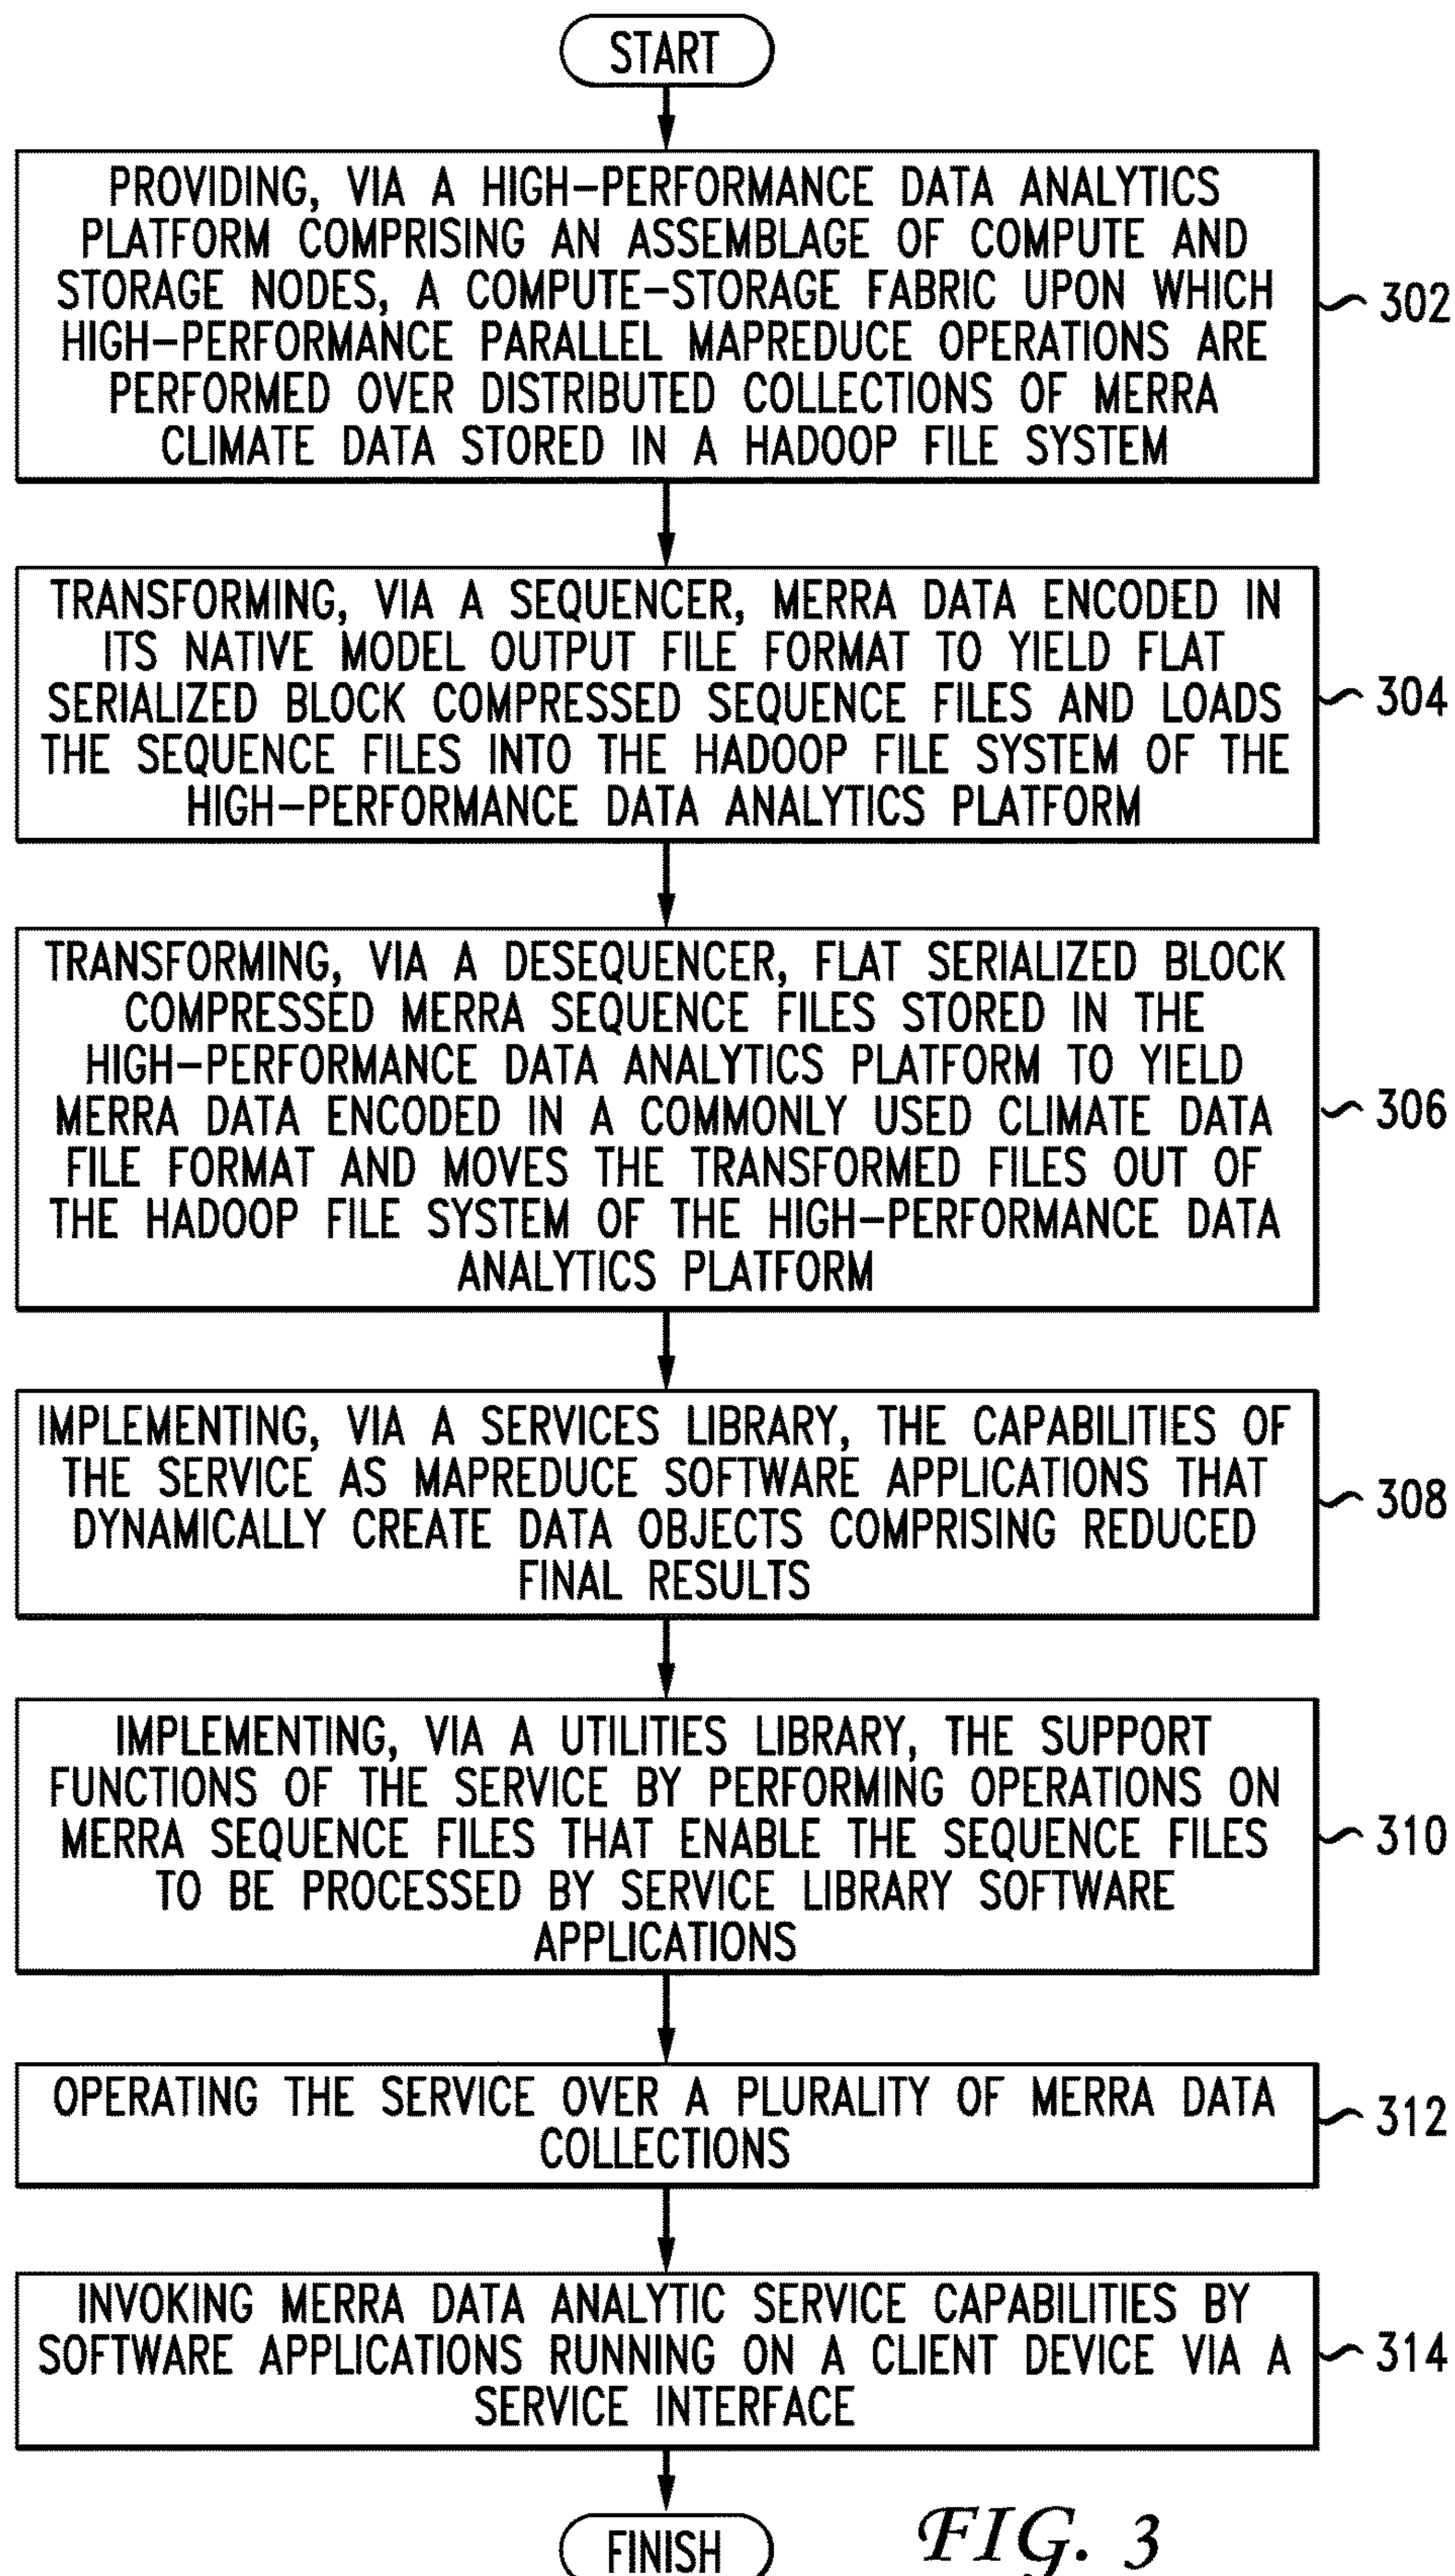 START
PROVIDING, VIA A HIGH-PERFORMANCE DATA ANALYTICS
PLATFORM COMPRISING AN ASSEMBLAGE OF COMPUTE AND
STORAGE NODES, A COMPUTE-STORAGE FABRIC UPON WHICH
HIGH-PERFORMANCE PARALLEL MAPREDUCE OPERATIONS ARE
PERFORMED OVER DISTRIBUTED COLLECTIONS OF MERRA
CLIMATE DATA STORED IN A HADOOP FILE SYSTEM
302
TRANSFORMING, VIA A SEQUENCER, MERRA DATA ENCODED IN
ITS NATIVE MODEL OUTPUT FILE FORMAT TO YIELD FLAT
SERIALIZED BLOCK COMPRESSED SEQUENCE FILES AND LOADS
THE SEQUENCE FILES INTO THE HADOOP FILE SYSTEM OF THE
HIGH-PERFORMANCE DATA ANALYTICS PLATFORM
304
TRANSFORMING, VIA A DESEQUENCER, FLAT SERIALIZED BLOCK
COMPRESSED MERRA SEQUENCE FILES STORED IN THE
HIGH-PERFORMANCE DATA ANALYTICS PLATFORM TO YIELD
MERRA DATA ENCODED IN A COMMONLY USED CLIMATE DATA
FILE FORMAT AND MOVES THE TRANSFORMED FILES OUT OF
THE HADOOP FILE SYSTEM OF THE HIGH-PERFORMANCE DATA
ANALYTICS PLATFORM
306
IMPLEMENTING, VIA A SERVICES LIBRARY, THE CAPABILITIES OF
THE SERVICE AS MAPREDUCE SOFTWARE APPLICATIONS THAT
DYNAMICALLY CREATE DATA OBJECTS COMPRISING REDUCED
FINAL RESULTS
308
IMPLEMENTING, VIA A UTILITIES LIBRARY, THE SUPPORT
FUNCTIONS OF THE SERVICE BY PERFORMING OPERATIONS ON
MERRA SEQUENCE FILES THAT ENABLE THE SEQUENCE FILES
TO BE PROCESSED BY SERVICE LIBRARY SOFTWARE
APPLICATIONS
310
OPERATING THE SERVICE OVER A PLURALITY OF MERRA DATA
COLLECTIONS
312
INVOKING MERRA DATA ANALYTIC SERVICE CAPABILITIES BY
SOFTWARE APPLICATIONS RUNNING ON A CLIENT DEVICE VIA A
SERVICE INTERFACE
314
FINISH
FIG. 3